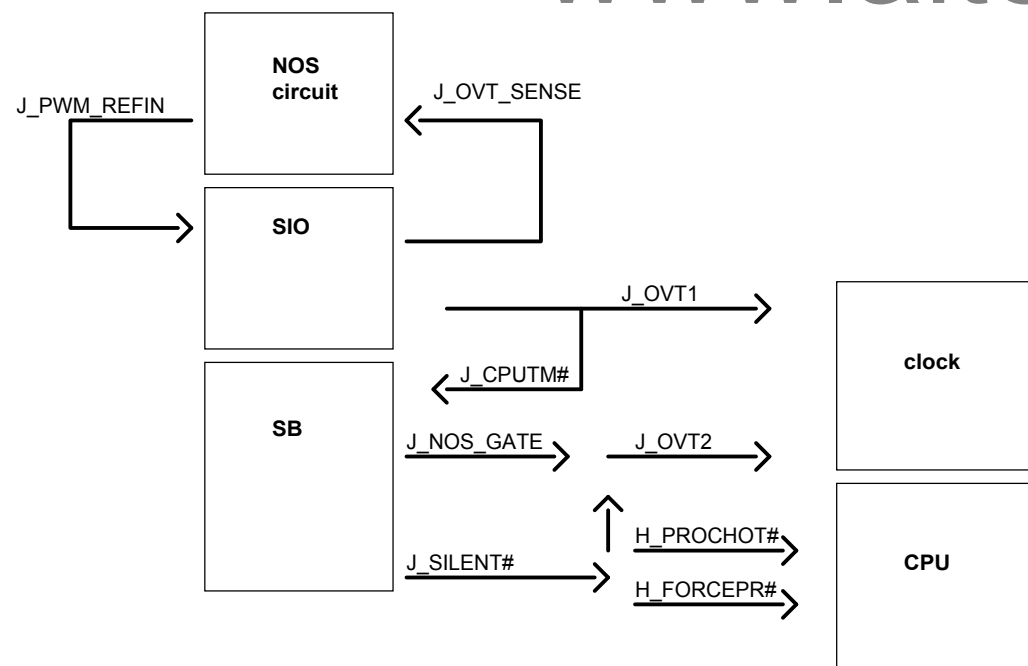 NOS
circuit
J_PWM_REFIN
J_OVT_SENSE
SIO
J_OVT1
clock
J_CPUTM#
SB
J_NOS_GATE
J_OVT2
H_PROCHOT#
J_SILENT#
CPU
H_FORCEPR#